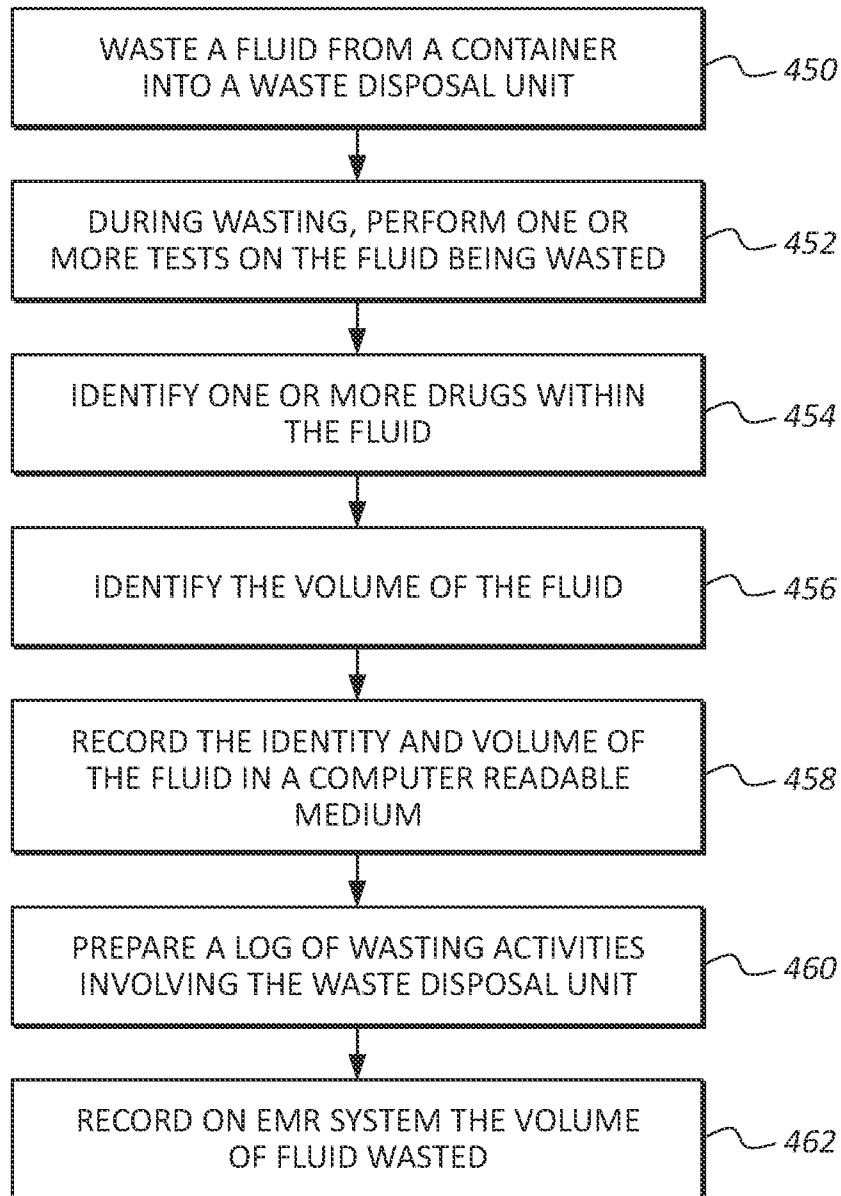 WASTE A FLUID FROM A CONTAINER
INTO A WASTE DISPOSAL UNIT
450
DURING WASTING, PERFORM ONE OR
MORE TESTS ON THE FLUID BEING WASTED
452
IDENTIFY ONE OR MORE DRUGS WITHIN
THE FLUID
454
IDENTIFY THE VOLUME OF THE FLUID
456
RECORD THE IDENTITY AND VOLUME OF
THE FLUID IN A COMPUTER READABLE
MEDIUM
458
PREPARE A LOG OF WASTING ACTIVITIES
INVOLVING THE WASTE DISPOSAL UNIT
460
RECORD ON EMR SYSTEM THE VOLUME
OF FLUID WASTED
462